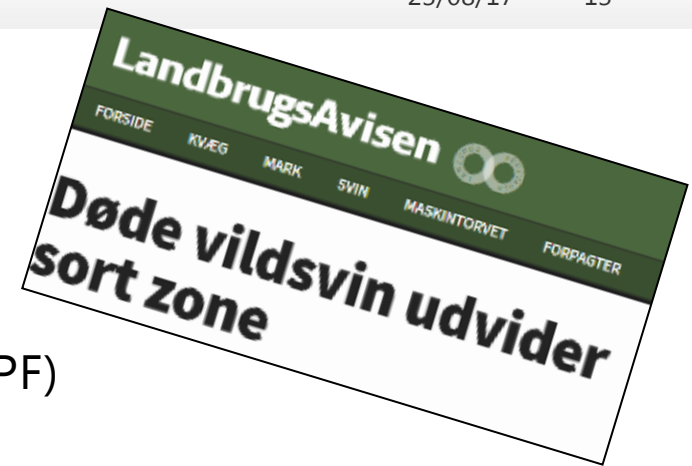 LandbrugsAvisen
FORSIDE KVÆG MARK SVIN MASKINTORVET FORPAGTER
Døde vildsvin udvider
sort zone
PF)